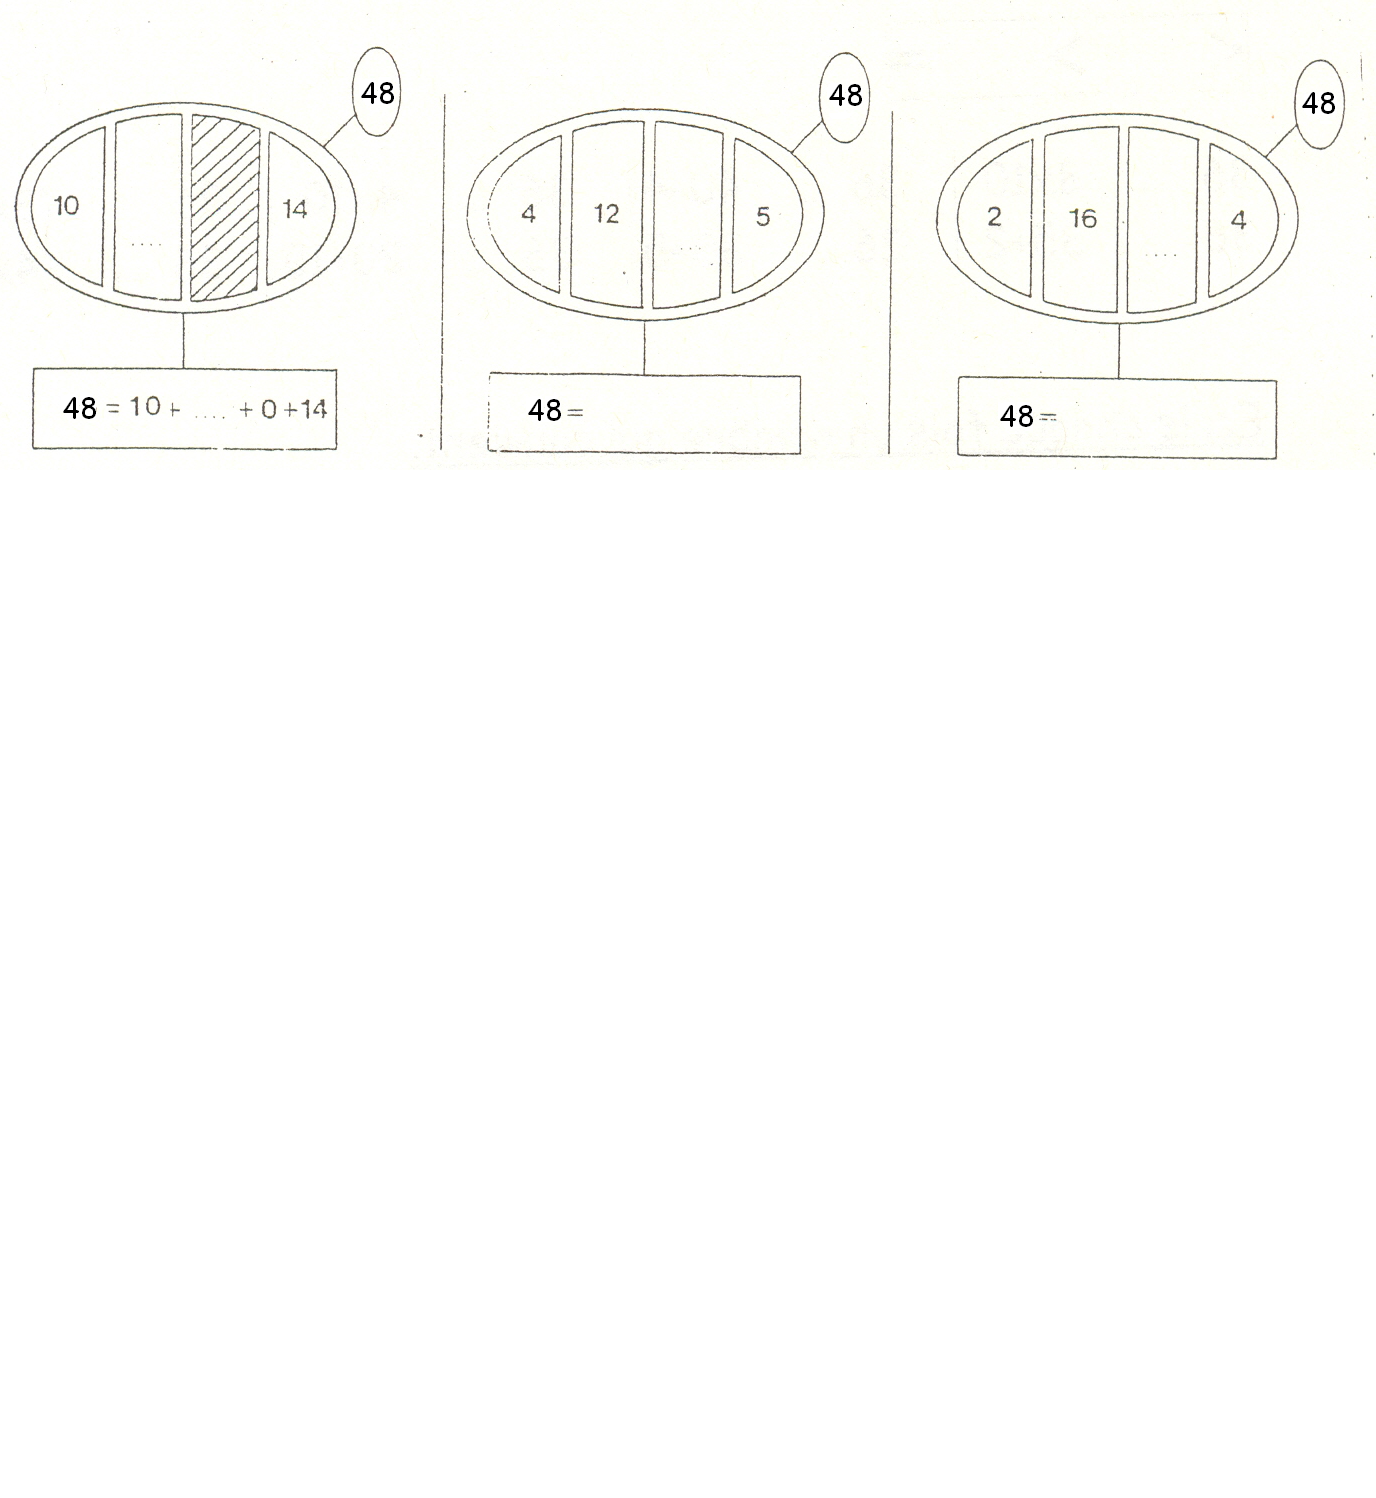 48
10 .... 14
48 = 10 + .... + 0 + 14
48
4 12 ... 5
48 =
48
2 16 .... 4
48 =